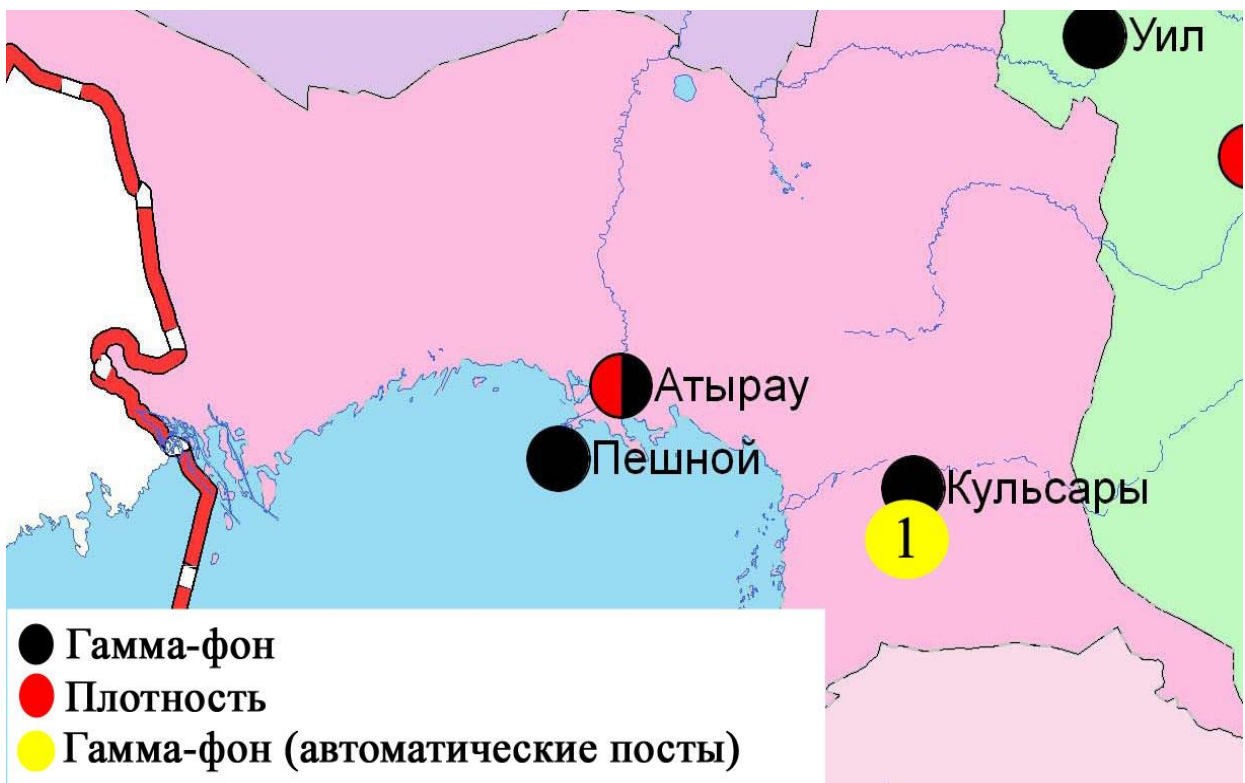 Уил
Атырау
Пешной
Кульсары
1
Гамма-фон
Плотность
Гамма-фон (автоматические посты)